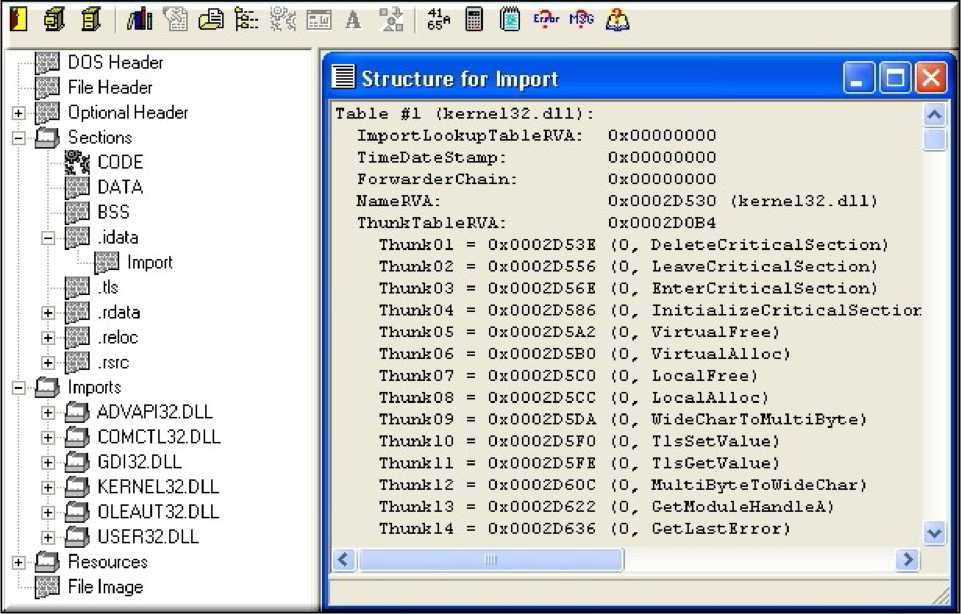 41
65A
Error
MSG
DOS Header
File Header
Optional Header
Sections
CODE
DATA
BSS
.idata
Import
.tls
.rdata
.reloc
.rsrc
Imports
ADVAPI32.DLL
COMCTL32.DLL
GDI32.DLL
KERNEL32.DLL
OLEAUT32.DLL
USER32.DLL
Resources
File Image
Structure for Import
Table #1 (kernel32.dll):
ImportLookupTableRVA: 0x00000000
TimeDateStamp: 0x00000000
ForwarderChain: 0x00000000
NameRVA: 0x0002D530 (kernel32.dll)
ThunkTableRVA: 0x0002D0B4
Thunk01 = 0x0002D53E (0, DeleteCriticalSection)
Thunk02 = 0x0002D556 (0, LeaveCriticalSection)
Thunk03 = 0x0002D56E (0, EnterCriticalSection)
Thunk04 = 0x0002D586 (0, InitializeCriticalSection
Thunk05 = 0x0002D5A2 (0, VirtualFree)
Thunk06 = 0x0002D5B0 (0, VirtualAlloc)
Thunk07 = 0x0002D5C0 (0, LocalFree)
Thunk08 = 0x0002D5CC (0, LocalAlloc)
Thunk09 = 0x0002D5DA (0, WideCharToMultiByte)
Thunk10 = 0x0002D5F0 (0, TlsSetValue)
Thunk11 = 0x0002D5FE (0, TlsGetValue)
Thunk12 = 0x0002D60C (0, MultiByteToWideChar)
Thunk13 = 0x0002D622 (0, GetModuleHandleA)
Thunk14 = 0x0002D636 (0, GetLastError)